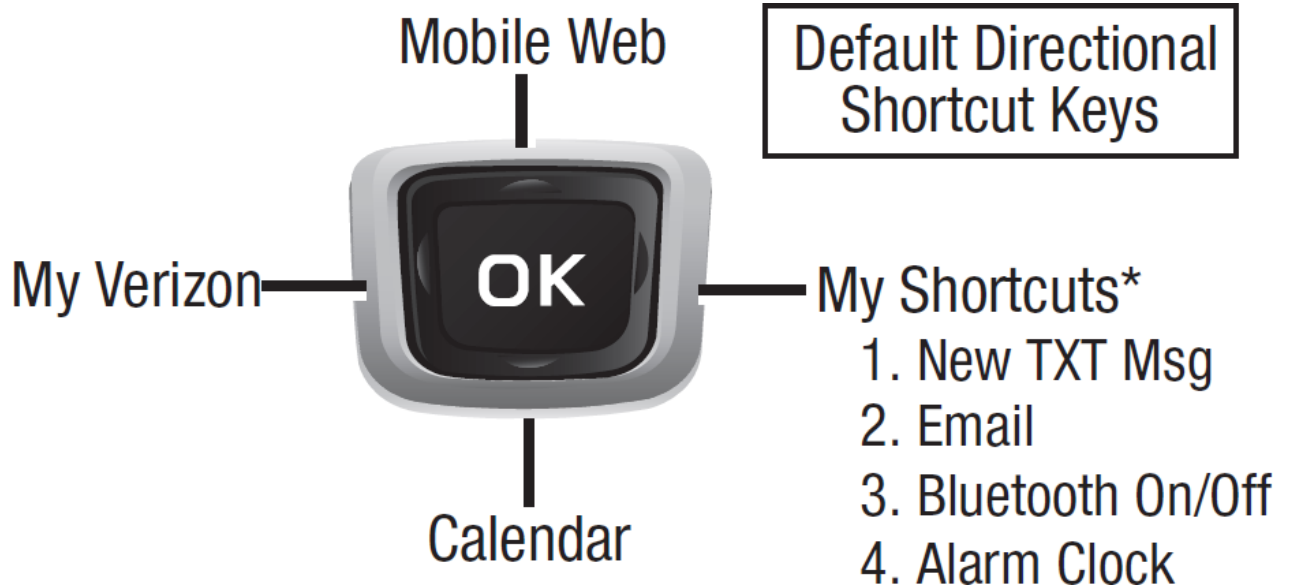 Mobile Web
Default Directional
Shortcut Keys
My Verizon
OK
My Shortcuts*
1. New TXT Msg
2. Email
3. Bluetooth On/Off
4. Alarm Clock
Calendar